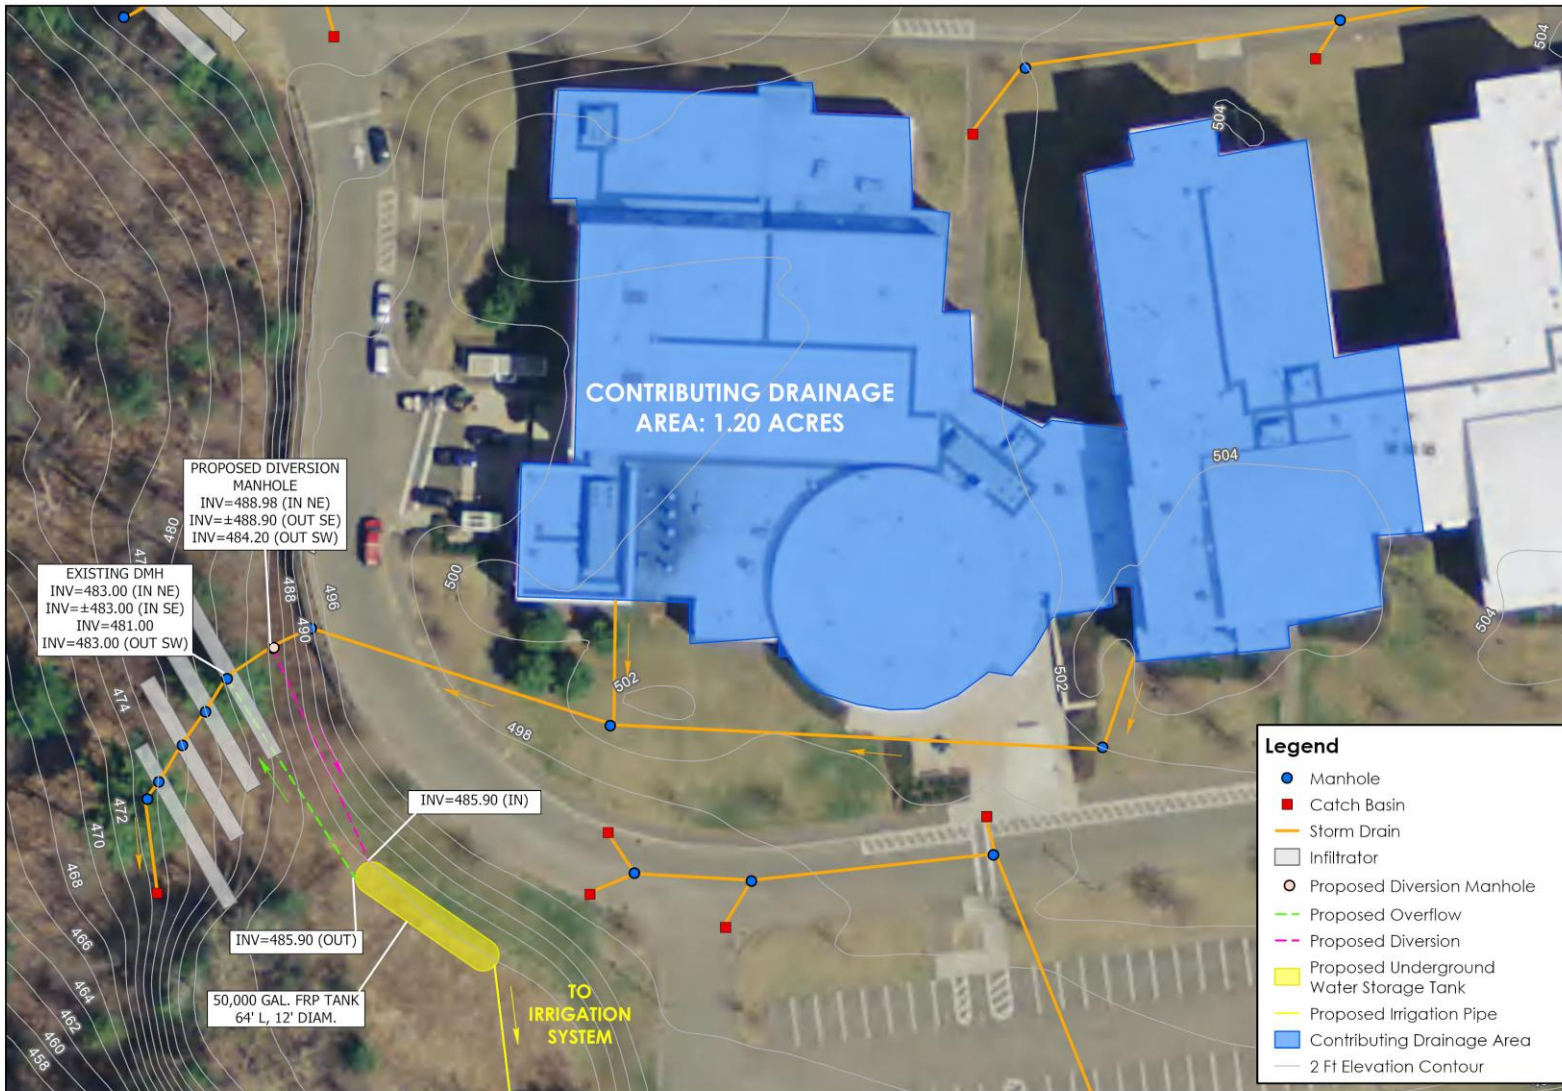 504
504
504
CONTRIBUTING DRAINAGE
AREA: 1.20 ACRES
504
PROPOSED DIVERSION
MANHOLE
INV=488.98 (IN NE)
INV=±488.90 (OUT SE)
INV=484.20 (OUT SW)
480
EXISTING DMH
INV=483.00 (IN NE)
INV=±483.00 (IN SE)
INV=481.00
INV=483.00 (OUT SW)
488
496
490
500
502
502
504
498
474
472
470
468
466
464
462
460
458
INV=485.90 (IN)
INV=485.90 (OUT)
50,000 GAL. FRP TANK
64' L, 12' DIAM.
TO
IRRIGATION
SYSTEM
Legend
Manhole
Catch Basin
Storm Drain
Infiltrator
Proposed Diversion Manhole
Proposed Overflow
Proposed Diversion
Proposed Underground
Water Storage Tank
Proposed Irrigation Pipe
Contributing Drainage Area
2 Ft Elevation Contour